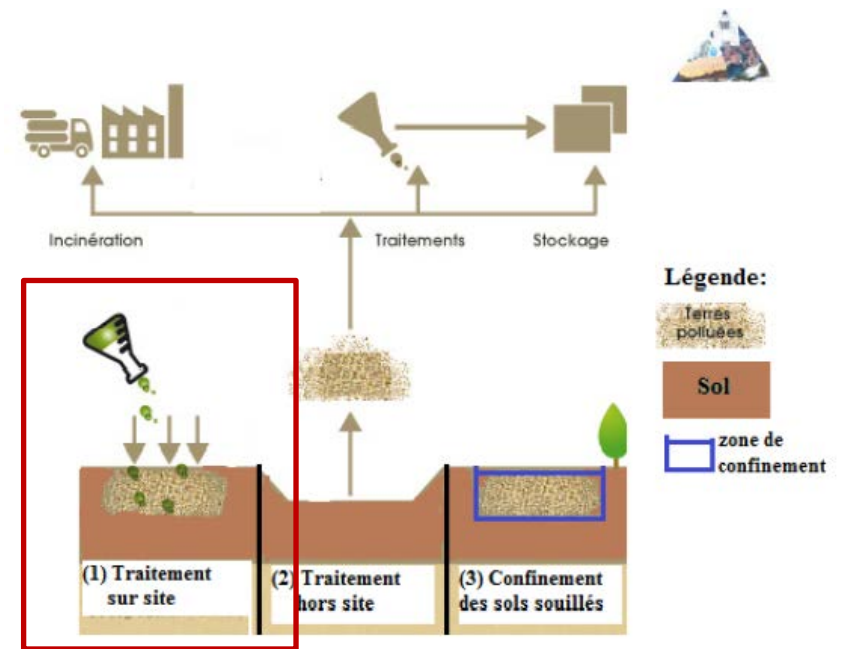 Incinération
Traitements
Stockage
Légende:
Terres
polluées
Sol
zone de
confinement
(1) Traitement
sur site
(2) Traitement
hors site
(3) Confinement
des sols souillés